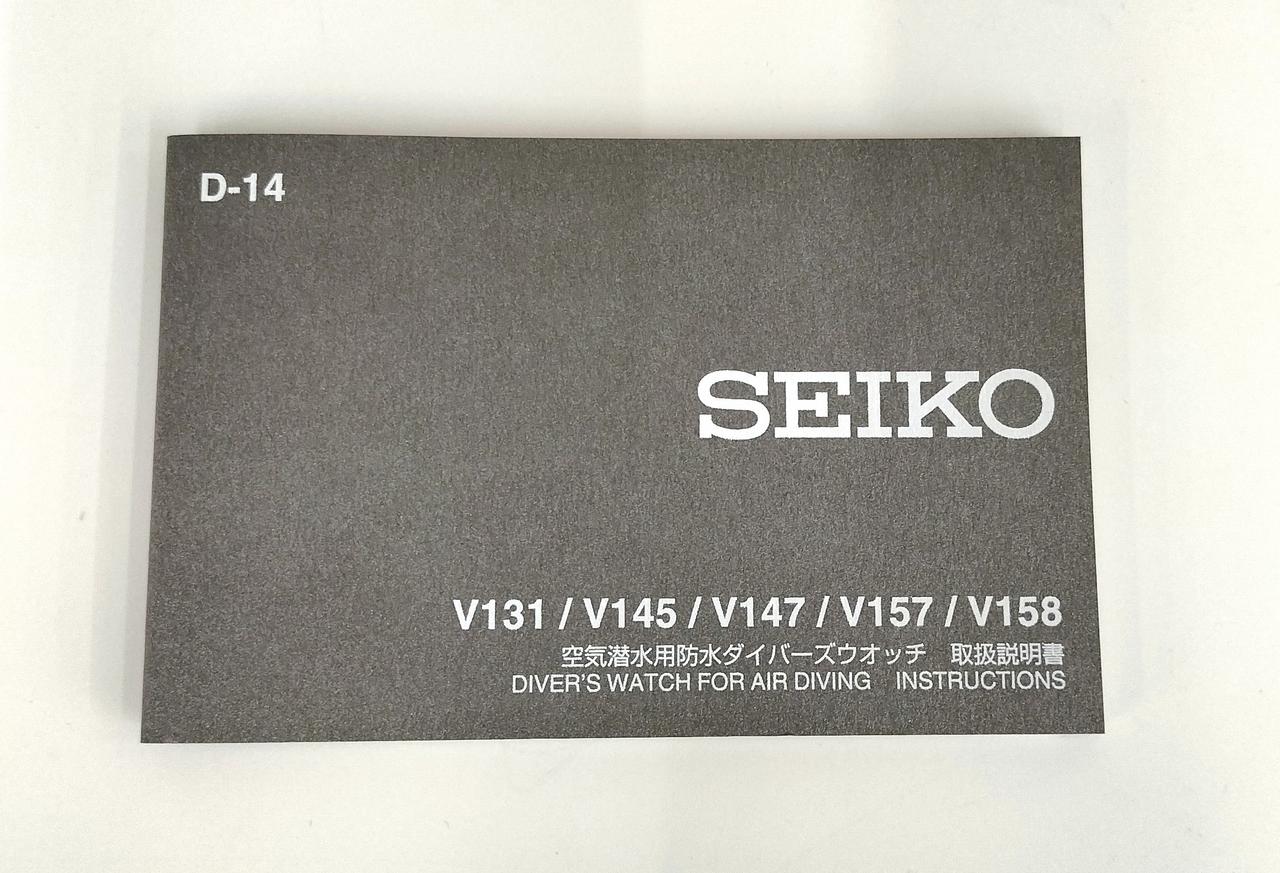 D-14
SEIKO
V131 / V145 / V147 / V157 / V158
空気潜水用防水ダイバーズウオッチ　取扱説明書
DIVER'S WATCH FOR AIR DIVING　INSTRUCTIONS